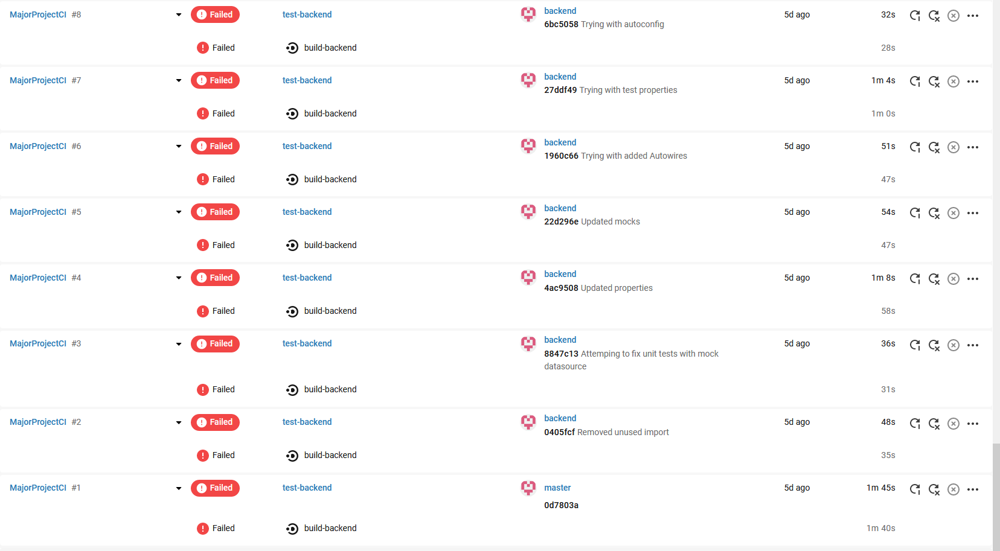 MajorProjectCI #8 Failed test-backend backend 5d ago 32s
6bc5058 Trying with autoconfig
Failed build-backend 28s
MajorProjectCI #7 Failed test-backend backend 5d ago 1m 4s
27ddf49 Trying with test properties
Failed build-backend 1m 0s
MajorProjectCI #6 Failed test-backend backend 5d ago 51s
1960c66 Trying with added Autowires
Failed build-backend 47s
MajorProjectCI #5 Failed test-backend backend 5d ago 54s
22d296e Updated mocks
Failed build-backend 47s
MajorProjectCI #4 Failed test-backend backend 5d ago 1m 8s
4ac9508 Updated properties
Failed build-backend 58s
MajorProjectCI #3 Failed test-backend backend 5d ago 36s
8847c13 Attemping to fix unit tests with mock
datasource
Failed build-backend 31s
MajorProjectCI #2 Failed test-backend backend 5d ago 48s
0405fcf Removed unused import
Failed build-backend 35s
MajorProjectCI #1 Failed test-backend master 5d ago 1m 45s
0d7803a
Failed build-backend 1m 40s